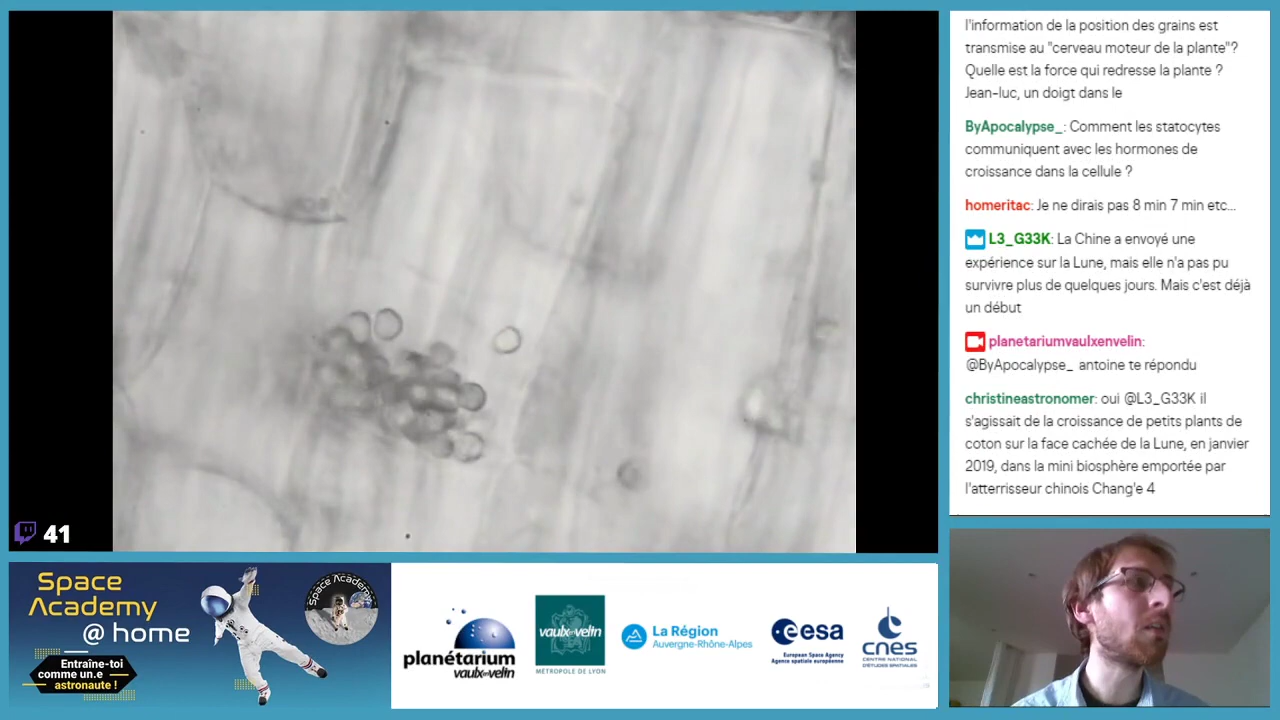 l'information de la position des grains est
transmise au "cerveau moteur de la plante"?
Quelle est la force qui redresse la plante ?
Jean-luc, un doigt dans le
ByApocalypse_: Comment les statocytes
communiquent avec les hormones de
croissance dans la cellule ?
homeritac: Je ne dirais pas 8 min 7 min etc...
L3_G33K: La Chine a envoyé une
expérience sur la Lune, mais elle n'a pas pu
survivre plus de quelques jours. Mais c'est déjà
un début
planetariumvaulxenvelin:
@ByApocalypse_ antoine te répondu
christineastronomer: oui @L3_G33K il
s'agissait de la croissance de petits plants de
coton sur la face cachée de la Lune, en janvier
2019, dans la mini biosphère emportée par
l'atterrisseur chinois Chang'e 4
41
Space
Academy
@ home
Entraîne-toi
comme un.e
astronaute !
Space Academy
planétarium
vaulx en velin
vaulx en velin
MÉTROPOLE DE LYON
La Région
Auvergne-Rhône-Alpes
esa
European Space Agency
Agence spatiale européenne
cnes
CENTRE NATIONAL
D'ÉTUDES SPATIALES